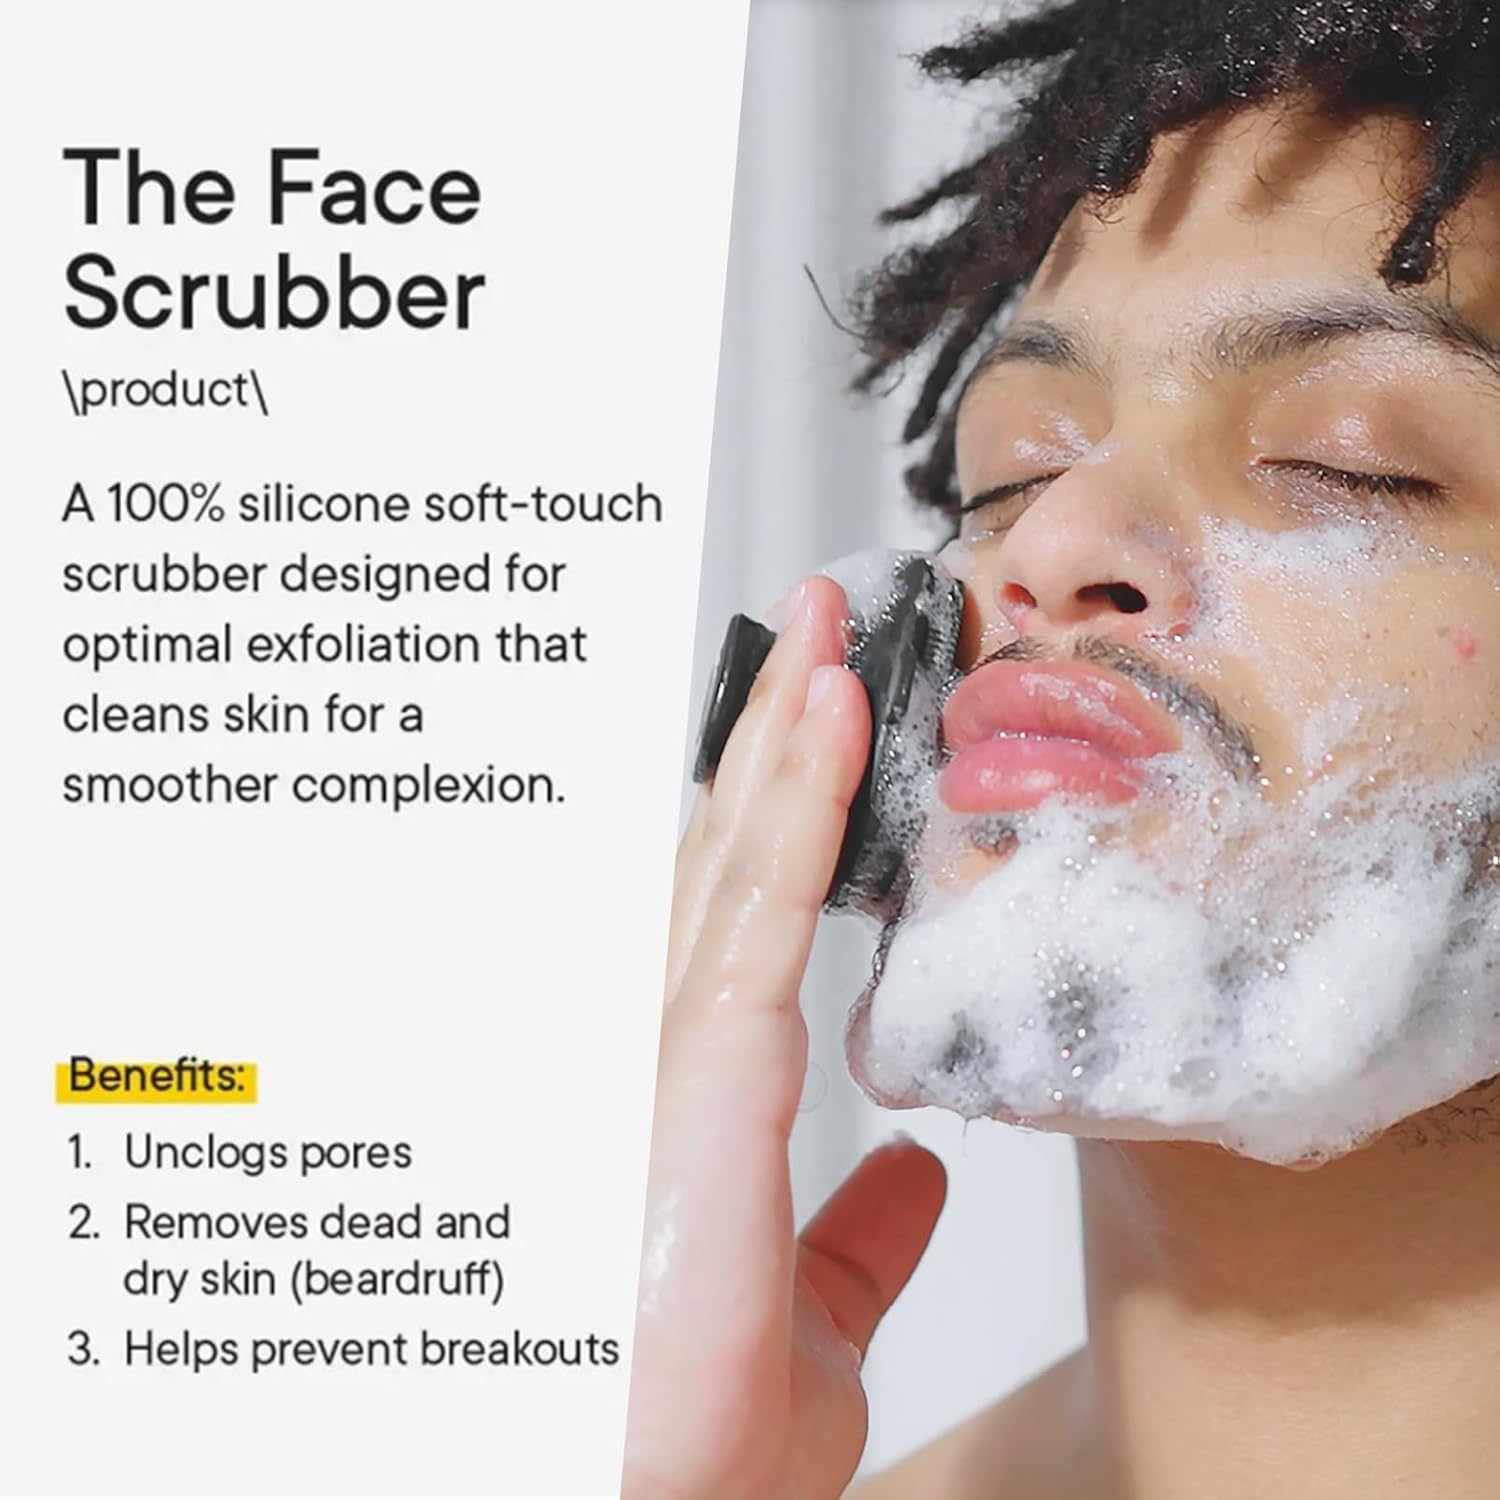 The Face
Scrubber
\product\
A 100% silicone soft-touch
scrubber designed for
optimal exfoliation that
cleans skin for a
smoother complexion.
Benefits:
1. Unclogs pores
2. Removes dead and
dry skin (beardruff)
3. Helps prevent breakouts